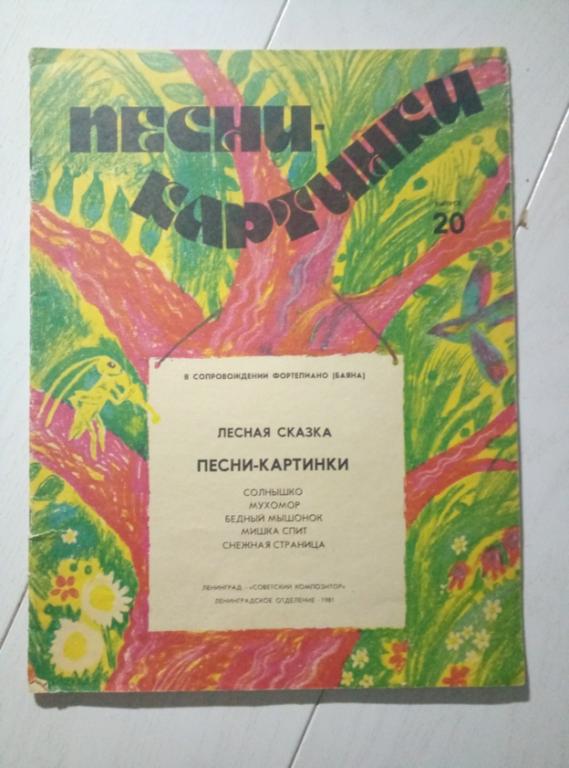 ПЕСНИ-
КАРТИНКИ
ВЫПУСК
20
В СОПРОВОЖДЕНИИ ФОРТЕПИАНО (БАЯНА)
ЛЕСНАЯ СКАЗКА
ПЕСНИ-КАРТИНКИ
СОЛНЫШКО
МУХОМОР
БЕДНЫЙ МЫШОНОК
МИШКА СПИТ
СНЕЖНАЯ СТРАНИЦА
ЛЕНИНГРАД - «СОВЕТСКИЙ КОМПОЗИТОР»
ЛЕНИНГРАДСКОЕ ОТДЕЛЕНИЕ · 1981